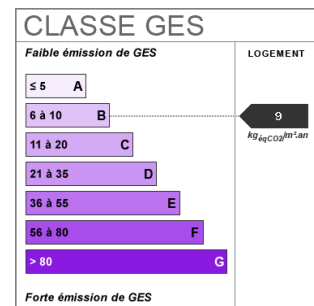 CLASSE GES
Faible émission de GES
LOGEMENT
≤ 5 A
6 à 10 B
9
kgéqCO2/m².an
11 à 20 C
21 à 35 D
36 à 55 E
56 à 80 F
> 80 G
Forte émission de GES